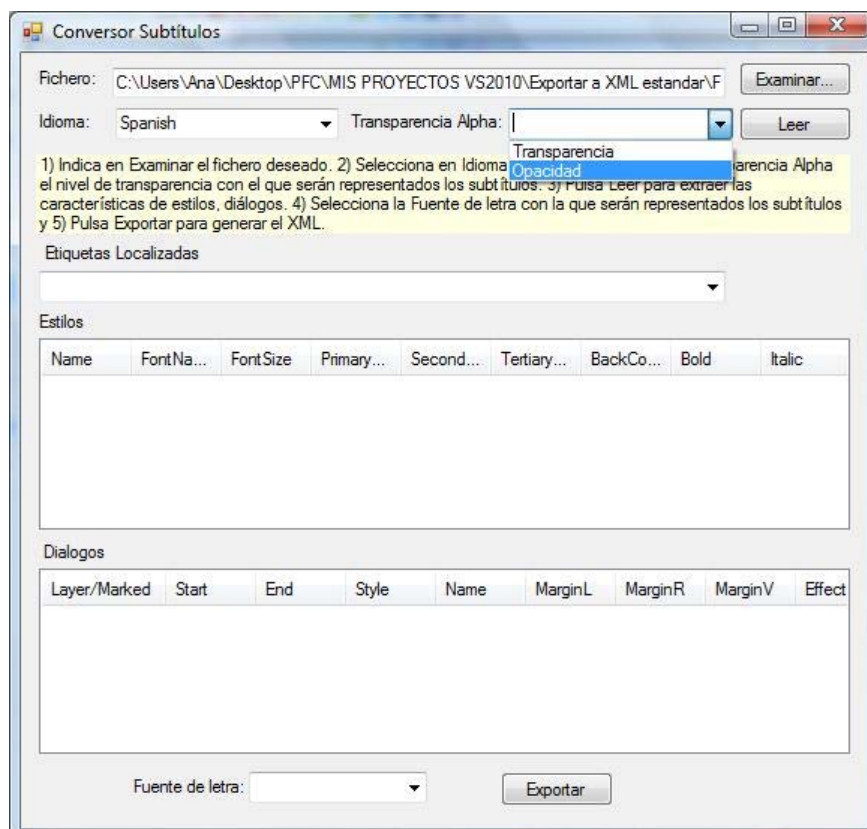 Conversor Subtítulos
Fichero: C:\Users\Ana\Desktop\PFC\MIS PROYECTOS VS2010\Exportar a XML estandar\F Examinar...
Idioma: Spanish Transparencia Alpha: Leer
Transparencia
Opacidad
1) Indica en Examinar el fichero deseado. 2) Selecciona en Idioma parencia Alpha
el nivel de transparencia con el que serán representados los subtítulos. 3) Pulsa Leer para extraer las
características de estilos, diálogos. 4) Selecciona la Fuente de letra con la que serán representados los subtítulos
y 5) Pulsa Exportar para generar el XML.
Etiquetas Localizadas
Estilos
Name FontNa... FontSize Primary... Second... Tertiary... BackCo... Bold Italic
Dialogos
Layer/Marked Start End Style Name MarginL MarginR MarginV Effect
Fuente de letra: Exportar